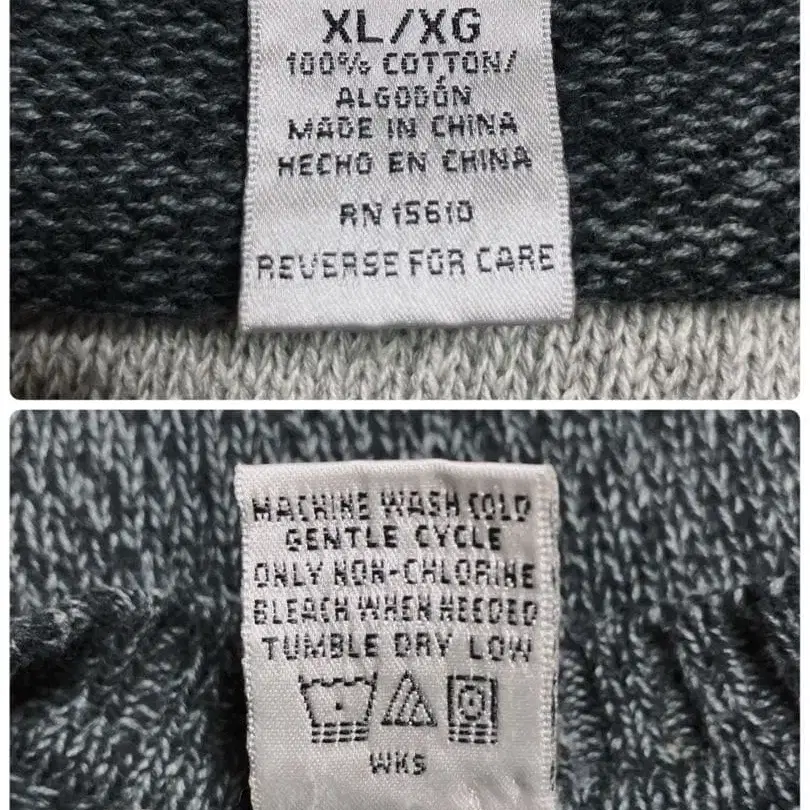 XL/XG
100% COTTON/
ALGODÓN
MADE IN CHINA
HECHO EN CHINA
RN 15610
REVERSE FOR CARE
MACHINE WASH COLD
GENTLE CYCLE
ONLY NON-CHLORINE
BLEACH WHEN NEEDED
TUMBLE DRY LOW
WKS